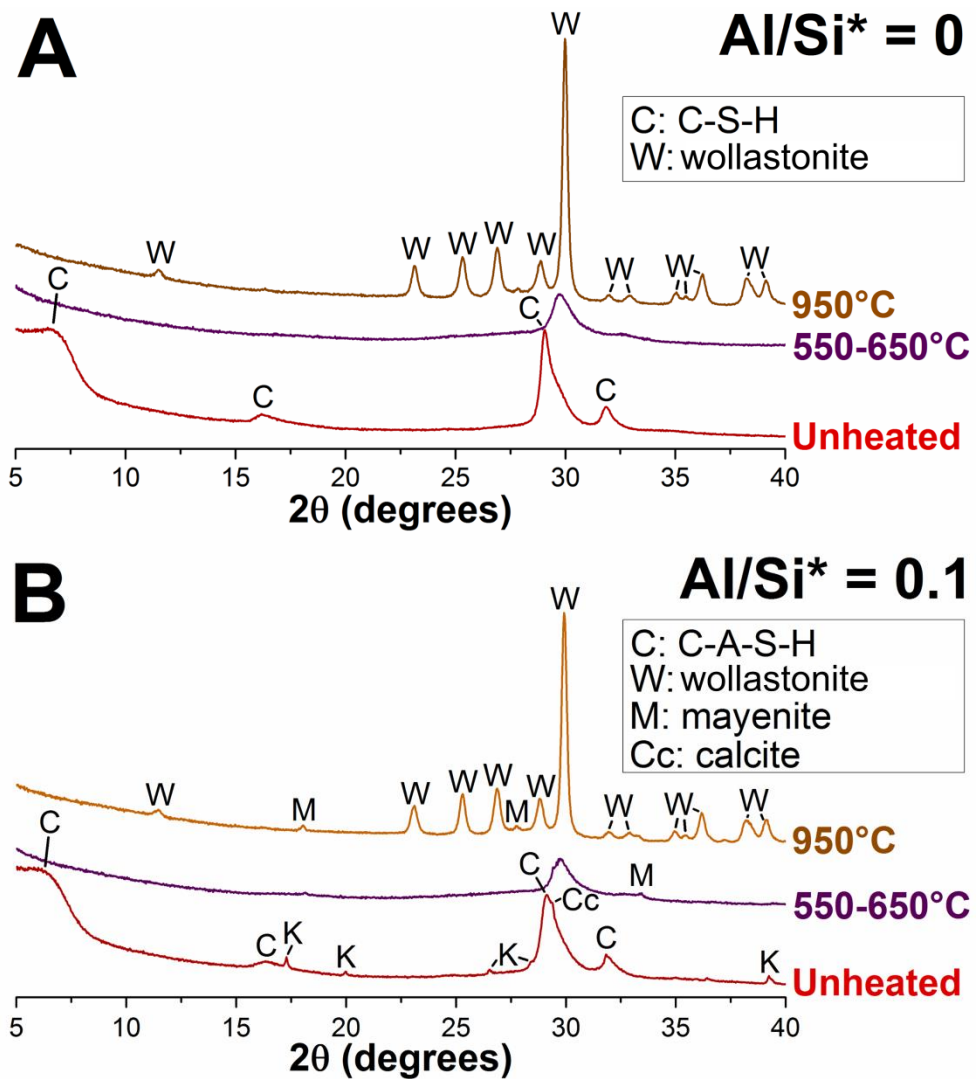 A
Al/Si* = 0
C: C-S-H
W: wollastonite
W
W
W
W
W
W
W
W
W
950°C
C
C
550-650°C
C
C
Unheated
5
10
15
20
25
30
35
40
2θ (degrees)
B
Al/Si* = 0.1
C: C-A-S-H
W: wollastonite
M: mayenite
Cc: calcite
W
W
M
W
W
W
M
W
W
W
W
950°C
C
C
Cc
M
550-650°C
C
K
K
K
C
K
Unheated
5
10
15
20
25
30
35
40
2θ (degrees)